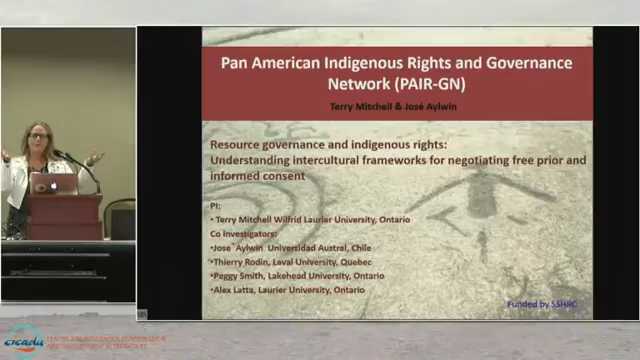 Pan American Indigenous Rights and Governance
Network (PAIR-GN)
Terry Mitchell & José Aylwin
Resource governance and indigenous rights:
Understanding intercultural frameworks for negotiating free prior and
informed consent
PI:
• Terry Mitchell Wilfrid Laurier University, Ontario
Co Investigators:
•Jose´Aylwin Universidad Austral, Chile
•Thierry Rodin, Laval University, Quebec
•Peggy Smith, Lakehead University, Ontario
•Alex Latta, Laurier University, Ontario
Funded by SSHRC
cicada